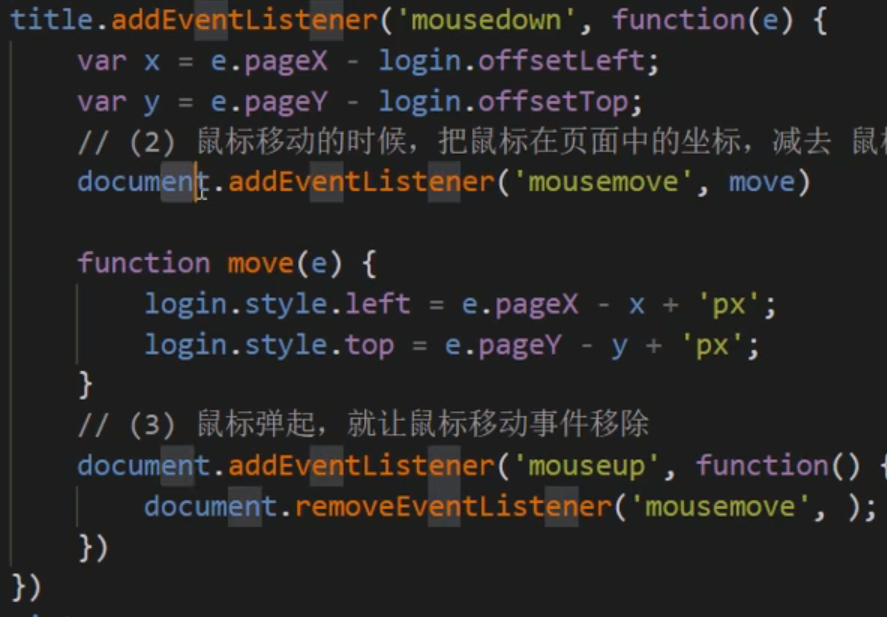 title.addEventListener('mousedown', function(e) {
    var x = e.pageX - login.offsetLeft;
    var y = e.pageY - login.offsetTop;
    // (2) 鼠标移动的时候，把鼠标在页面中的坐标，减去 鼠
    document.addEventListener('mousemove', move)
    function move(e) {
        login.style.left = e.pageX - x + 'px';
        login.style.top = e.pageY - y + 'px';
    }
    // (3) 鼠标弹起，就让鼠标移动事件移除
    document.addEventListener('mouseup', function() {
        document.removeEventListener('mousemove', );
    })
})